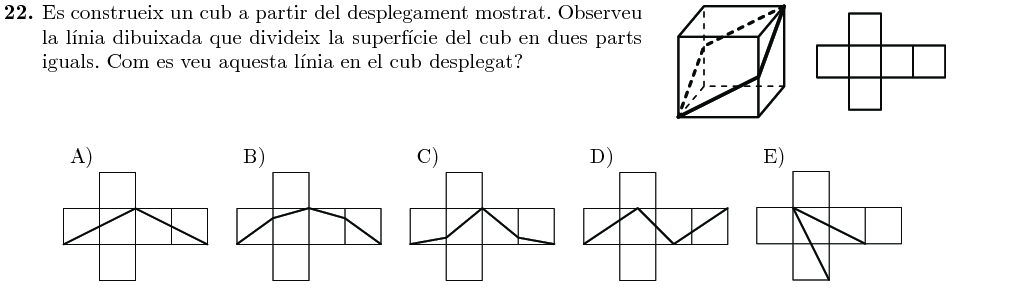 22. Es construeix un cub a partir del desplegament mostrat. Observeu
la línia dibuixada que divideix la superfície del cub en dues parts
iguals. Com es veu aquesta línia en el cub desplegat?
A) B) C) D) E)